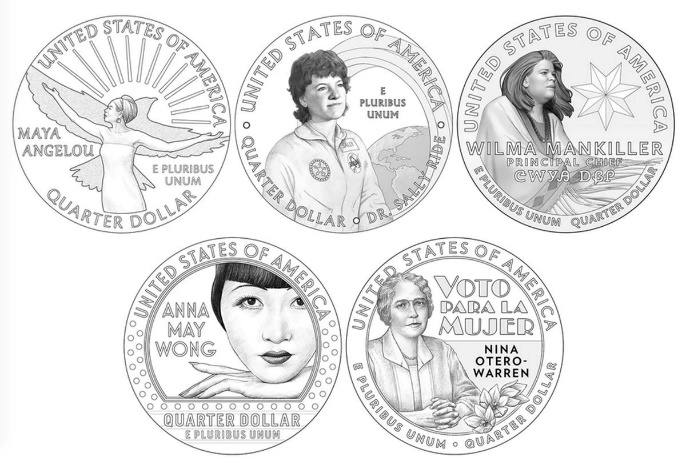 UNITED STATES OF AMERICA
MAYA
ANGELOU
E PLURIBUS
UNUM
QUARTER DOLLAR
UNITED STATES OF AMERICA
E
PLURIBUS
UNUM
QUARTER DOLLAR
DR. SALLY RIDE
UNITED STATES OF AMERICA
WILMA MANKILLER
PRINCIPAL CHIEF
ᏣᎳᎩ ᎠᏰᎵ
E PLURIBUS UNUM QUARTER DOLLAR
UNITED STATES OF AMERICA
ANNA
MAY
WONG
QUARTER DOLLAR
E PLURIBUS UNUM
UNITED STATES OF AMERICA
VOTO
PARA LA
MUJER
NINA
OTERO-
WARREN
E PLURIBUS UNUM • QUARTER DOLLAR